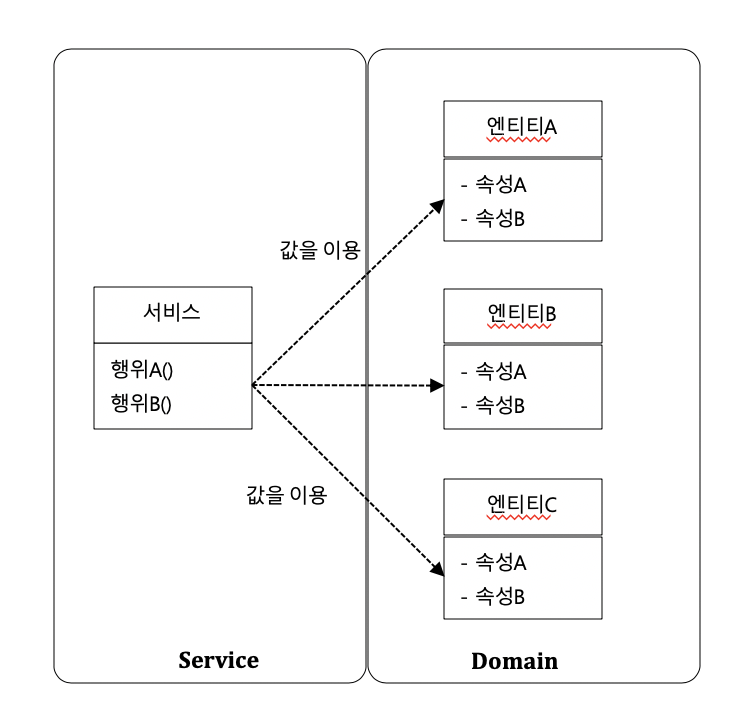 엔티티A
- 속성A
- 속성B
값을 이용
서비스
행위A()
행위B()
엔티티B
- 속성A
- 속성B
값을 이용
엔티티C
- 속성A
- 속성B
Service
Domain